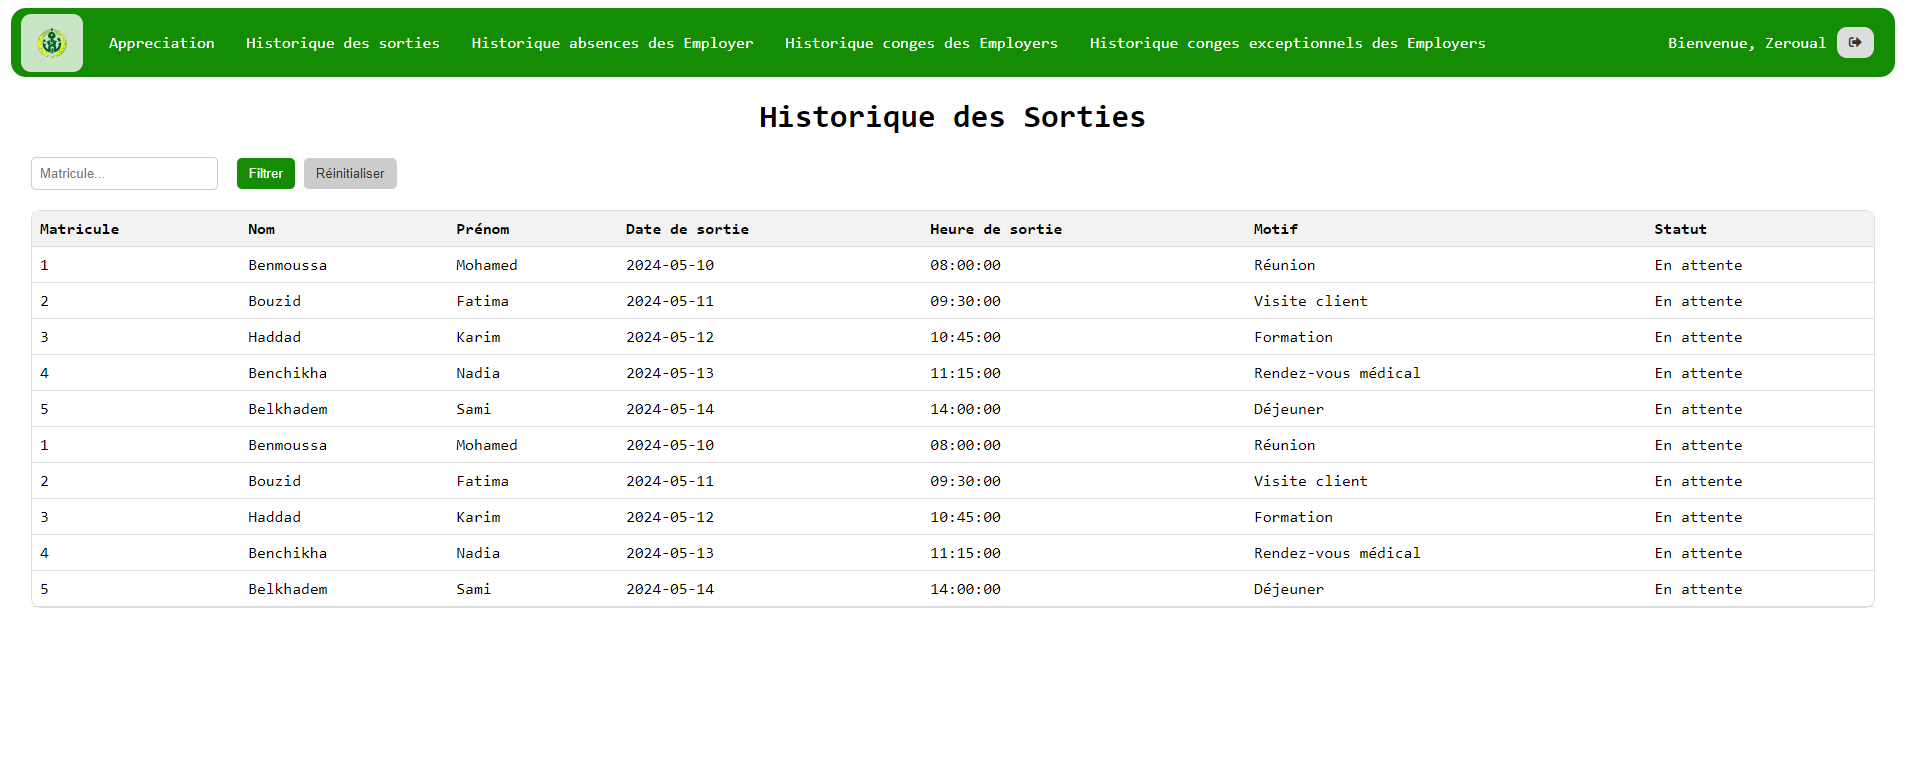 Appreciation Historique des sorties Historique absences des Employer Historique conges des Employers Historique conges exceptionnels des Employers Bienvenue, Zeroual
Historique des Sorties
Matricule... Filtrer Réinitialiser
Matricule Nom Prénom Date de sortie Heure de sortie Motif Statut
1 Benmoussa Mohamed 2024-05-10 08:00:00 Réunion En attente
2 Bouzid Fatima 2024-05-11 09:30:00 Visite client En attente
3 Haddad Karim 2024-05-12 10:45:00 Formation En attente
4 Benchikha Nadia 2024-05-13 11:15:00 Rendez-vous médical En attente
5 Belkhadem Sami 2024-05-14 14:00:00 Déjeuner En attente
1 Benmoussa Mohamed 2024-05-10 08:00:00 Réunion En attente
2 Bouzid Fatima 2024-05-11 09:30:00 Visite client En attente
3 Haddad Karim 2024-05-12 10:45:00 Formation En attente
4 Benchikha Nadia 2024-05-13 11:15:00 Rendez-vous médical En attente
5 Belkhadem Sami 2024-05-14 14:00:00 Déjeuner En attente